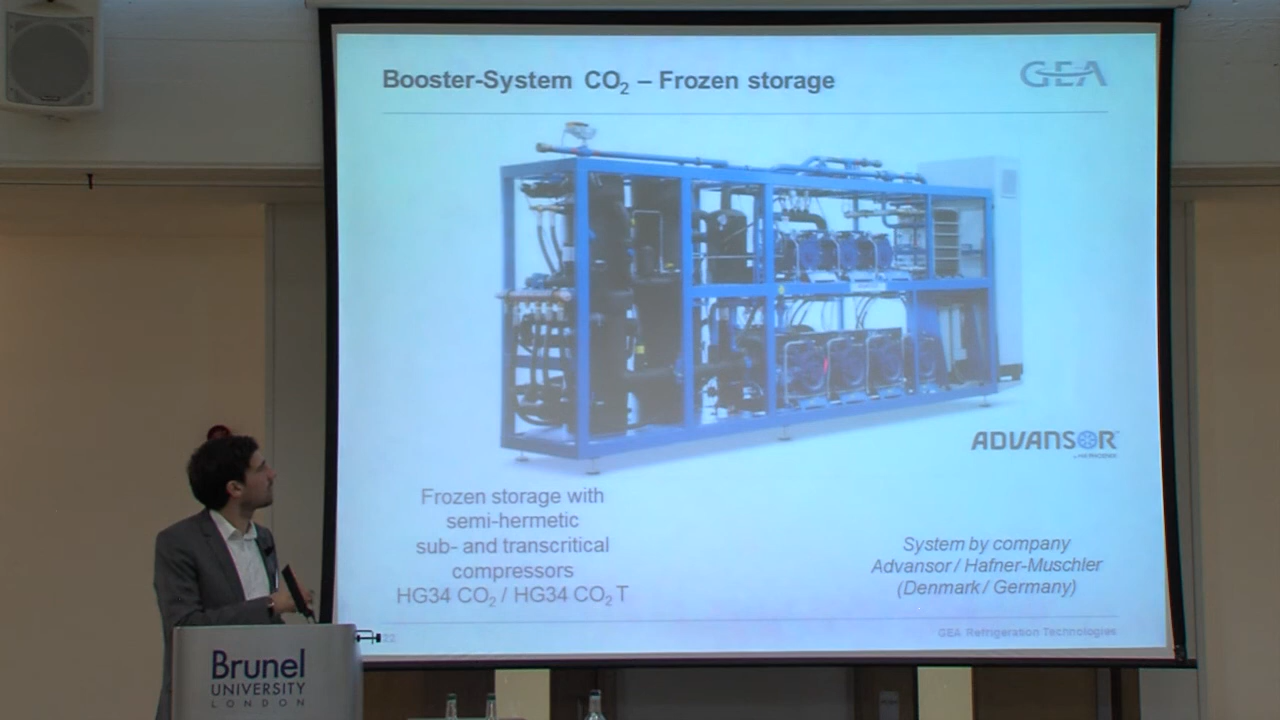 Booster-System CO₂ – Frozen storage
GEA
ADVANSOR
Frozen storage with
semi-hermetic
sub- and transcritical
compressors
HG34 CO₂ / HG34 CO₂ T
System by company
Advansor / Hafner-Muschler
(Denmark / Germany)
22
GEA Refrigeration Technologies
Brunel
UNIVERSITY
LONDON